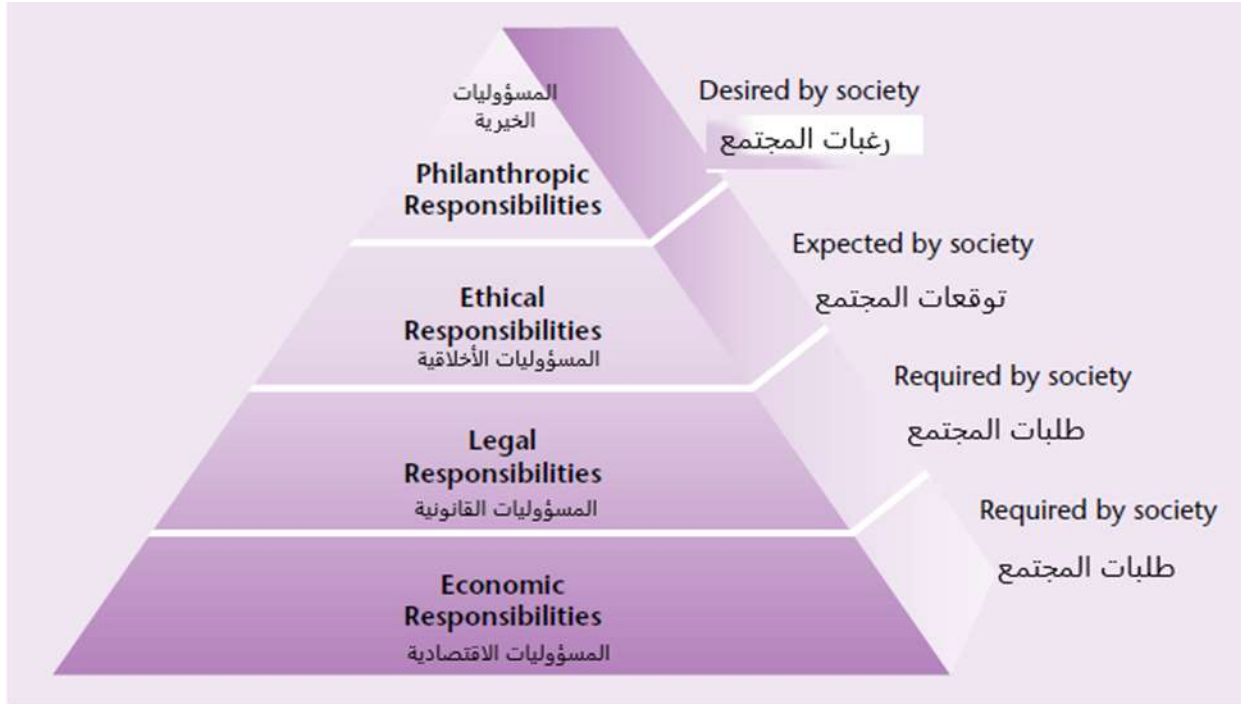 المسؤوليات
الخيرية
Philanthropic
Responsibilities
Desired by society
رغبات المجتمع
Ethical
Responsibilities
المسؤوليات الأخلاقية
Expected by society
توقعات المجتمع
Legal
Responsibilities
المسؤوليات القانونية
Required by society
طلبات المجتمع
Economic
Responsibilities
المسؤوليات الاقتصادية
Required by society
طلبات المجتمع